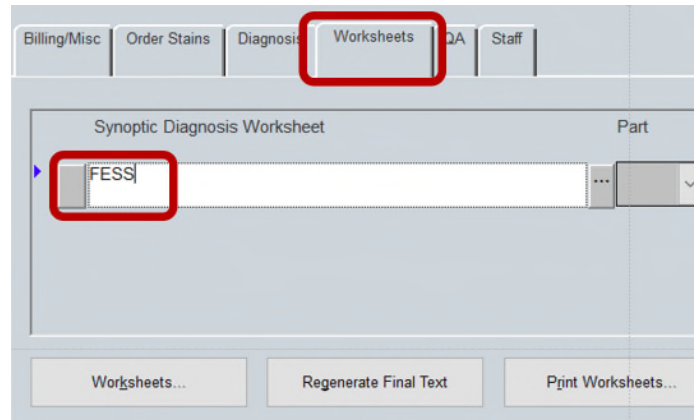 Billing/Misc Order Stains Diagnosis Worksheets QA Staff
Synoptic Diagnosis Worksheet Part
FESS ...
Worksheets... Regenerate Final Text Print Worksheets...